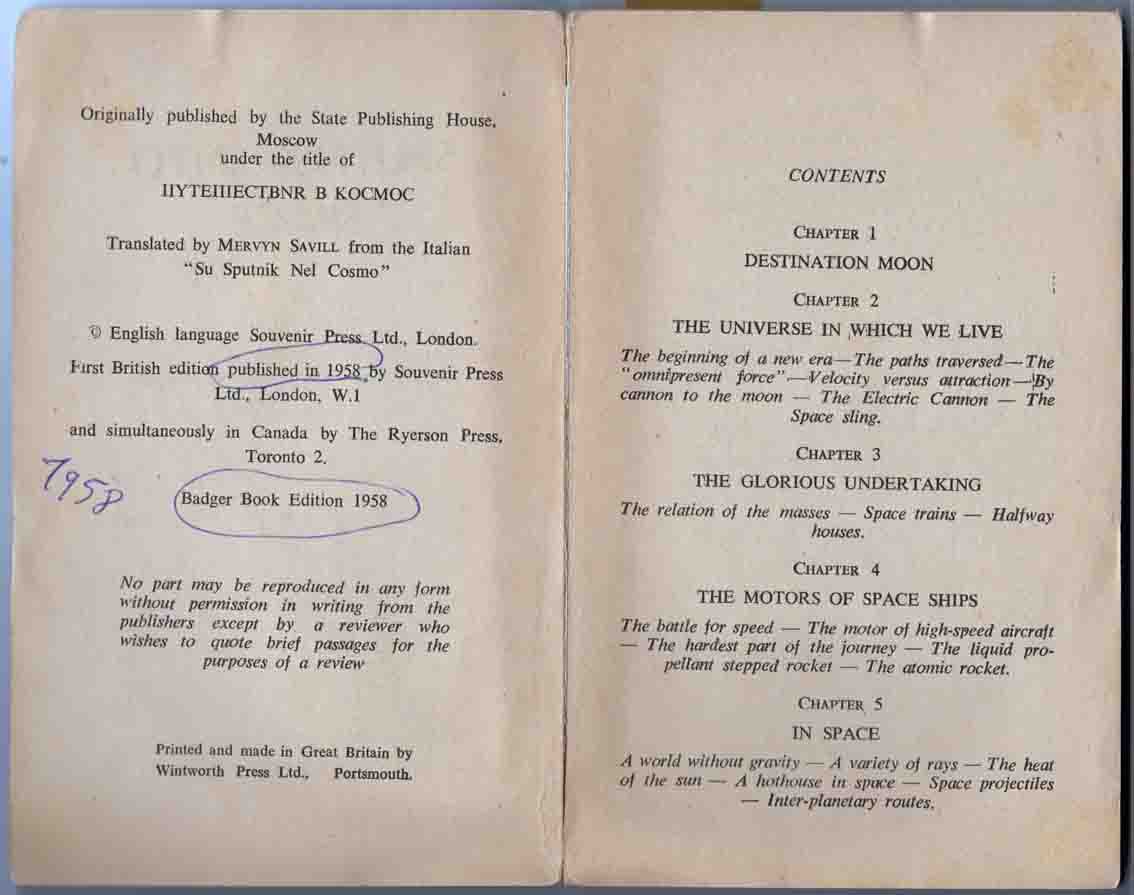 Originally published by the State Publishing House,
Moscow
under the title of
IIYTEIIIECT,BNR B KOCMOC
Translated by MERVYN SAVILL from the Italian
"Su Sputnik Nel Cosmo"
© English language Souvenir Press Ltd., London.
First British edition published in 1958 by Souvenir Press
Ltd., London, W.1
and simultaneously in Canada by The Ryerson Press,
Toronto 2.
1958
Badger Book Edition 1958
No part may be reproduced in any form
without permission in writing from the
publishers except by a reviewer who
wishes to quote brief passages for the
purposes of a review
Printed and made in Great Britain by
Wintworth Press Ltd., Portsmouth.
CONTENTS
CHAPTER 1
DESTINATION MOON
CHAPTER 2
THE UNIVERSE IN WHICH WE LIVE
The beginning of a new era—The paths traversed—The
"omnipresent force"—Velocity versus attraction—By
cannon to the moon — The Electric Cannon — The
Space sling.
CHAPTER 3
THE GLORIOUS UNDERTAKING
The relation of the masses — Space trains — Halfway
houses.
CHAPTER 4
THE MOTORS OF SPACE SHIPS
The battle for speed — The motor of high-speed aircraft
— The hardest part of the journey — The liquid pro-
pellant stepped rocket — The atomic rocket.
CHAPTER 5
IN SPACE
A world without gravity — A variety of rays — The heat
of the sun — A hothouse in space — Space projectiles
— Inter-planetary routes.